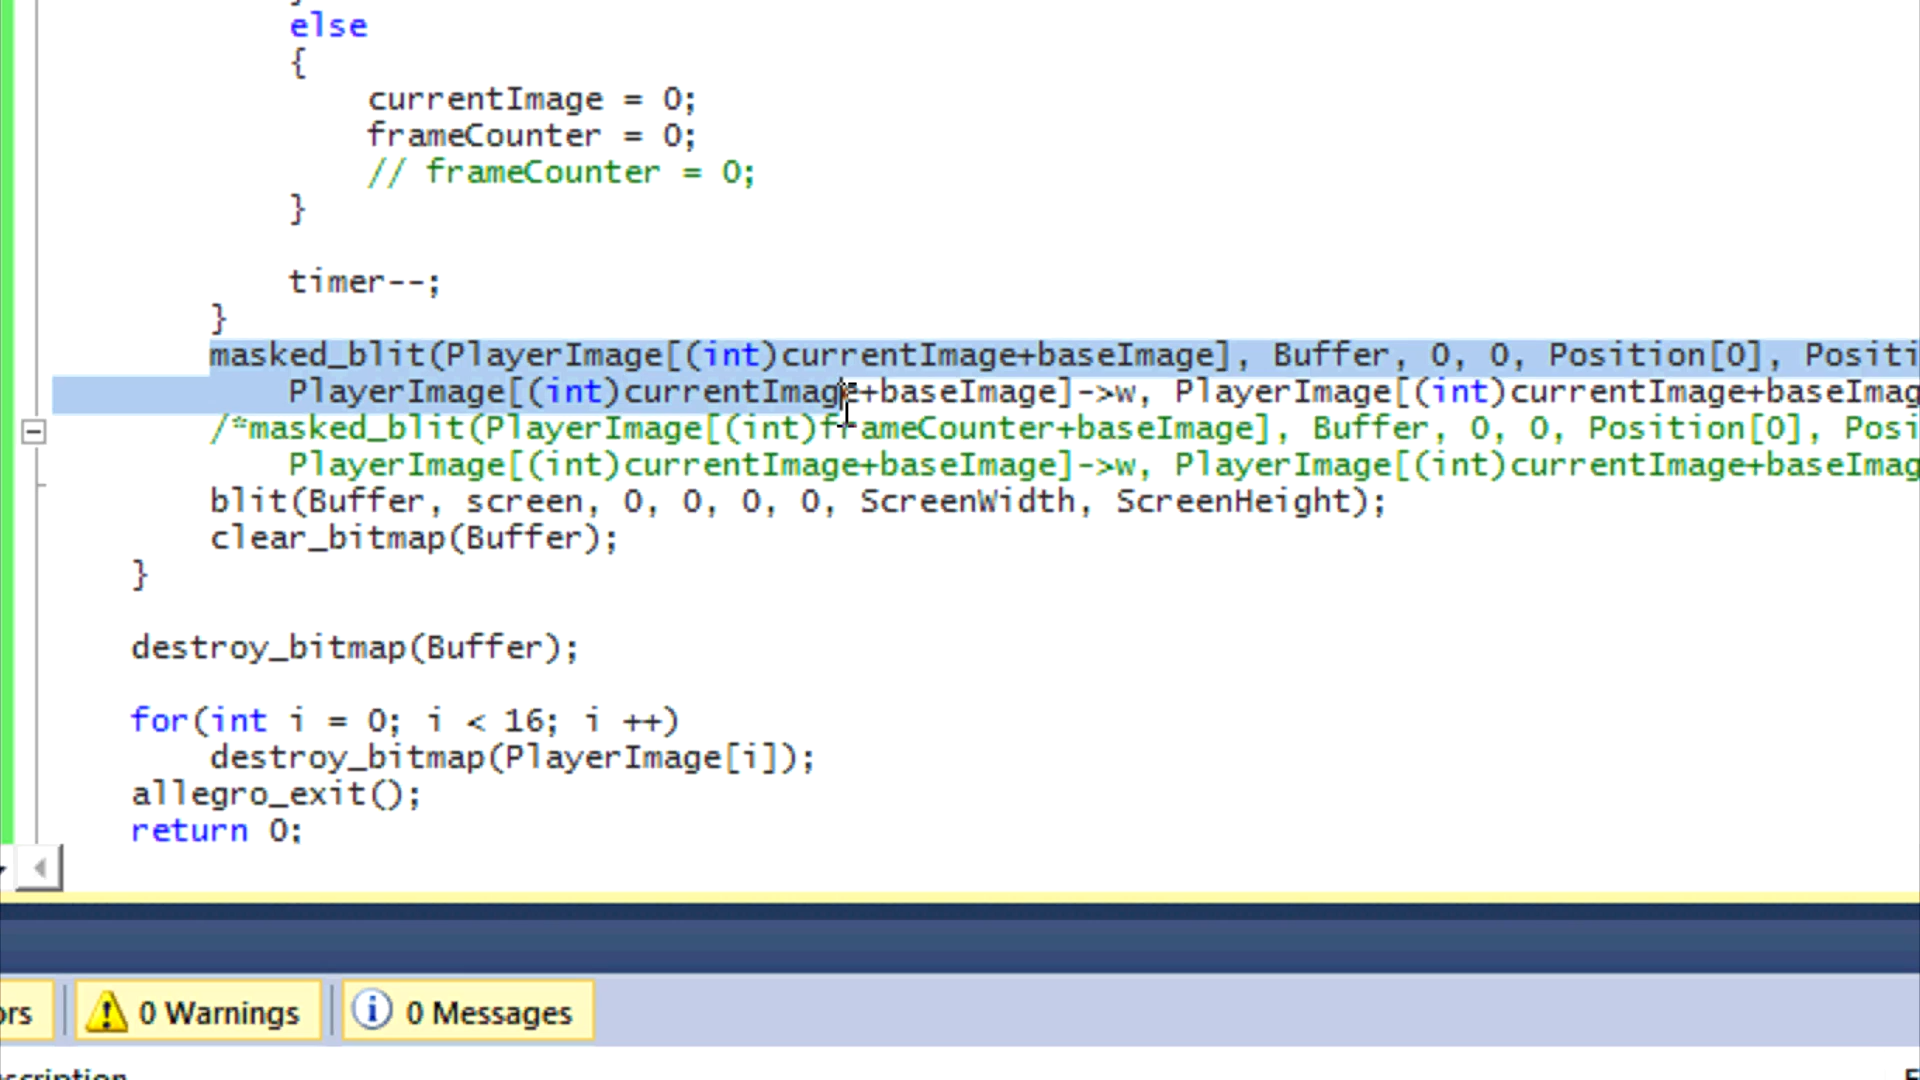 else
{
currentImage = 0;
frameCounter = 0;
// frameCounter = 0;
}
timer--;
}
masked_blit(PlayerImage[(int)currentImage+baseImage], Buffer, 0, 0, Position[0], Positi
PlayerImage[(int)currentImage+baseImage]->w, PlayerImage[(int)currentImage+baseImag
/*masked_blit(PlayerImage[(int)frameCounter+baseImage], Buffer, 0, 0, Position[0], Posi
PlayerImage[(int)currentImage+baseImage]->w, PlayerImage[(int)currentImage+baseImag
blit(Buffer, screen, 0, 0, 0, 0, ScreenWidth, ScreenHeight);
clear_bitmap(Buffer);
}
destroy_bitmap(Buffer);
for(int i = 0; i < 16; i ++)
destroy_bitmap(PlayerImage[i]);
allegro_exit();
return 0;
ors 0 Warnings 0 Messages